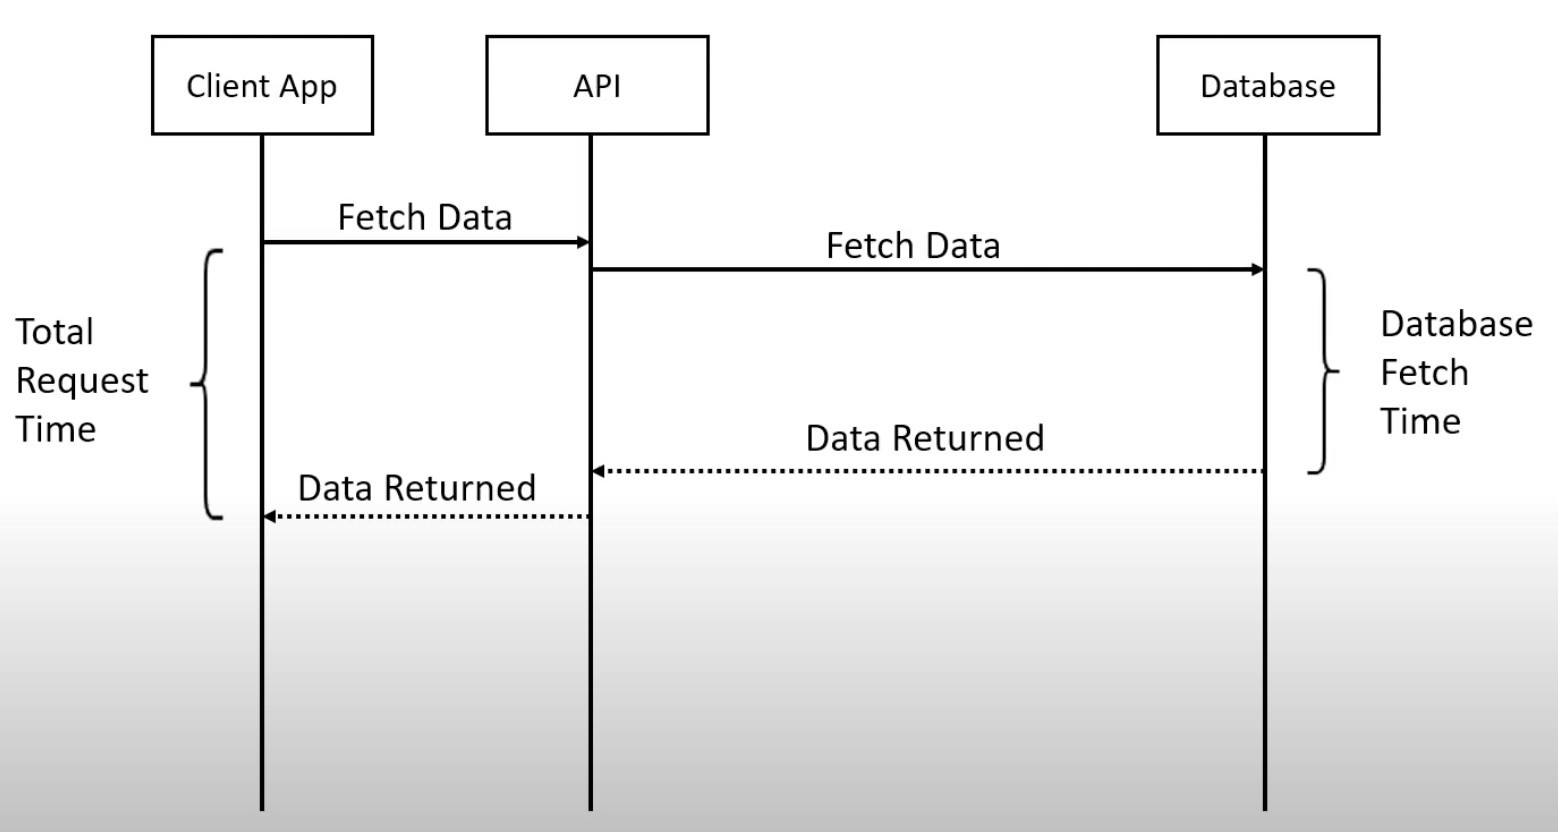 Client App
API
Database
Fetch Data
Fetch Data
Total
Request
Time
Database
Fetch
Time
Data Returned
Data Returned